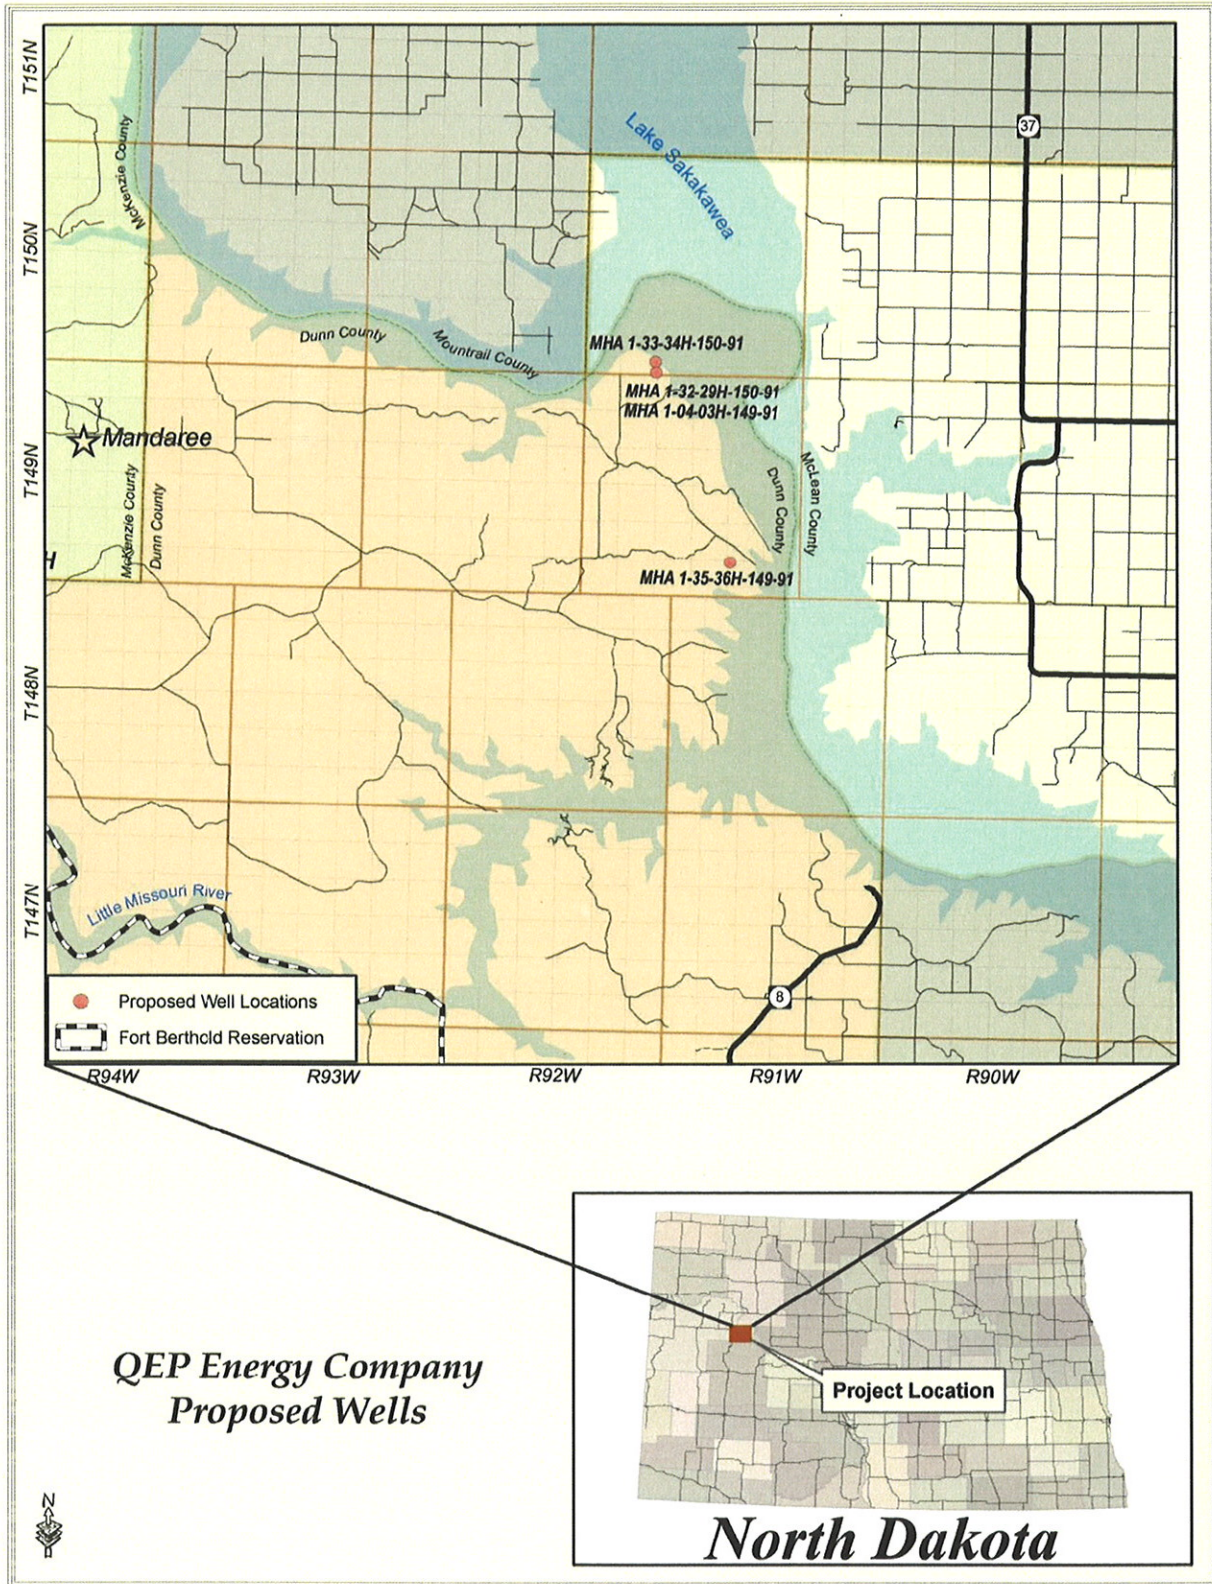 T151N
T150N
T149N
T148N
T147N
McKenzie County
Lake Sakakawea
37
Dunn County
Mountrail County
MHA 1-33-34H-150-91
MHA 1-32-29H-150-91
MHA 1-04-03H-149-91
Mandaree
McKenzie County
Dunn County
Dunn County
McLean County
H
MHA 1-35-36H-149-91
Little Missouri River
8
Proposed Well Locations
Fort Berthold Reservation
R94W
R93W
R92W
R91W
R90W
QEP Energy Company
Proposed Wells
Project Location
North Dakota
N